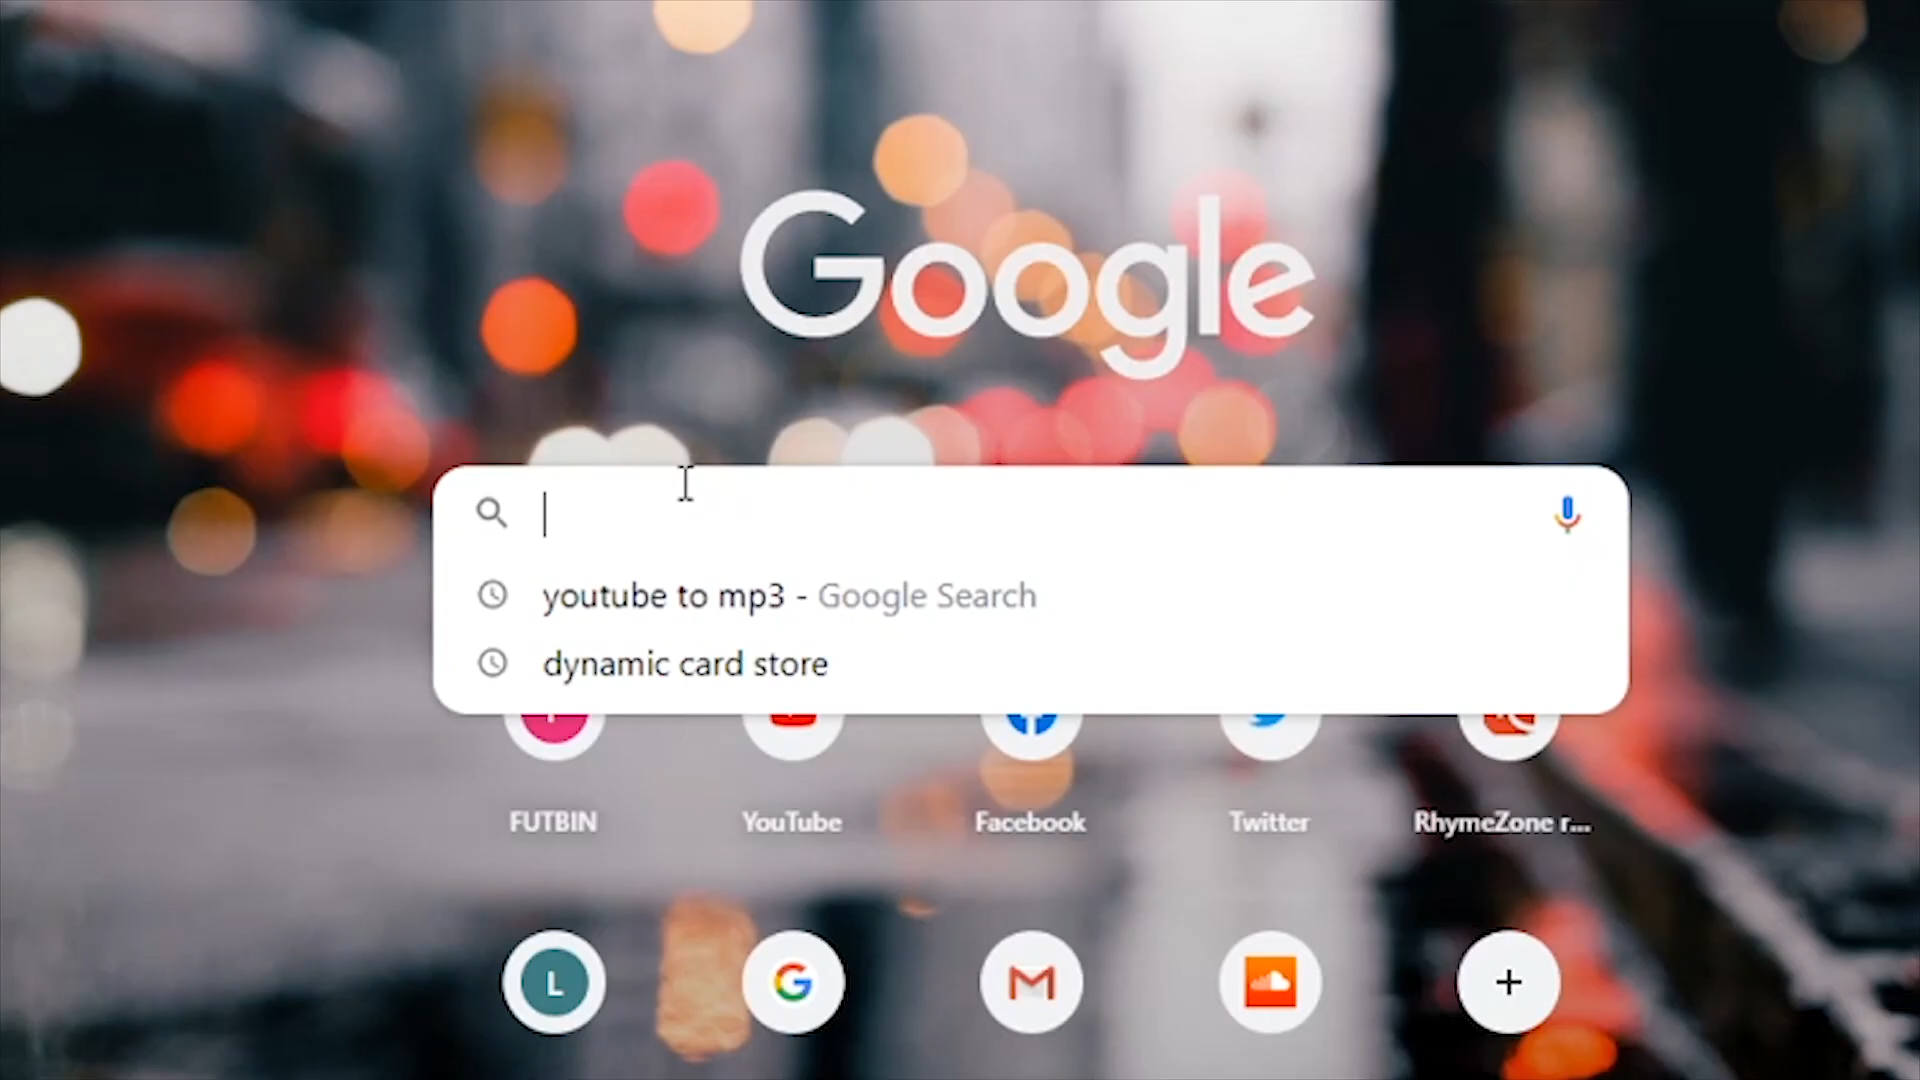 Google
youtube to mp3 - Google Search
dynamic card store
FUTBIN
YouTube
Facebook
Twitter
RhymeZone r...
L